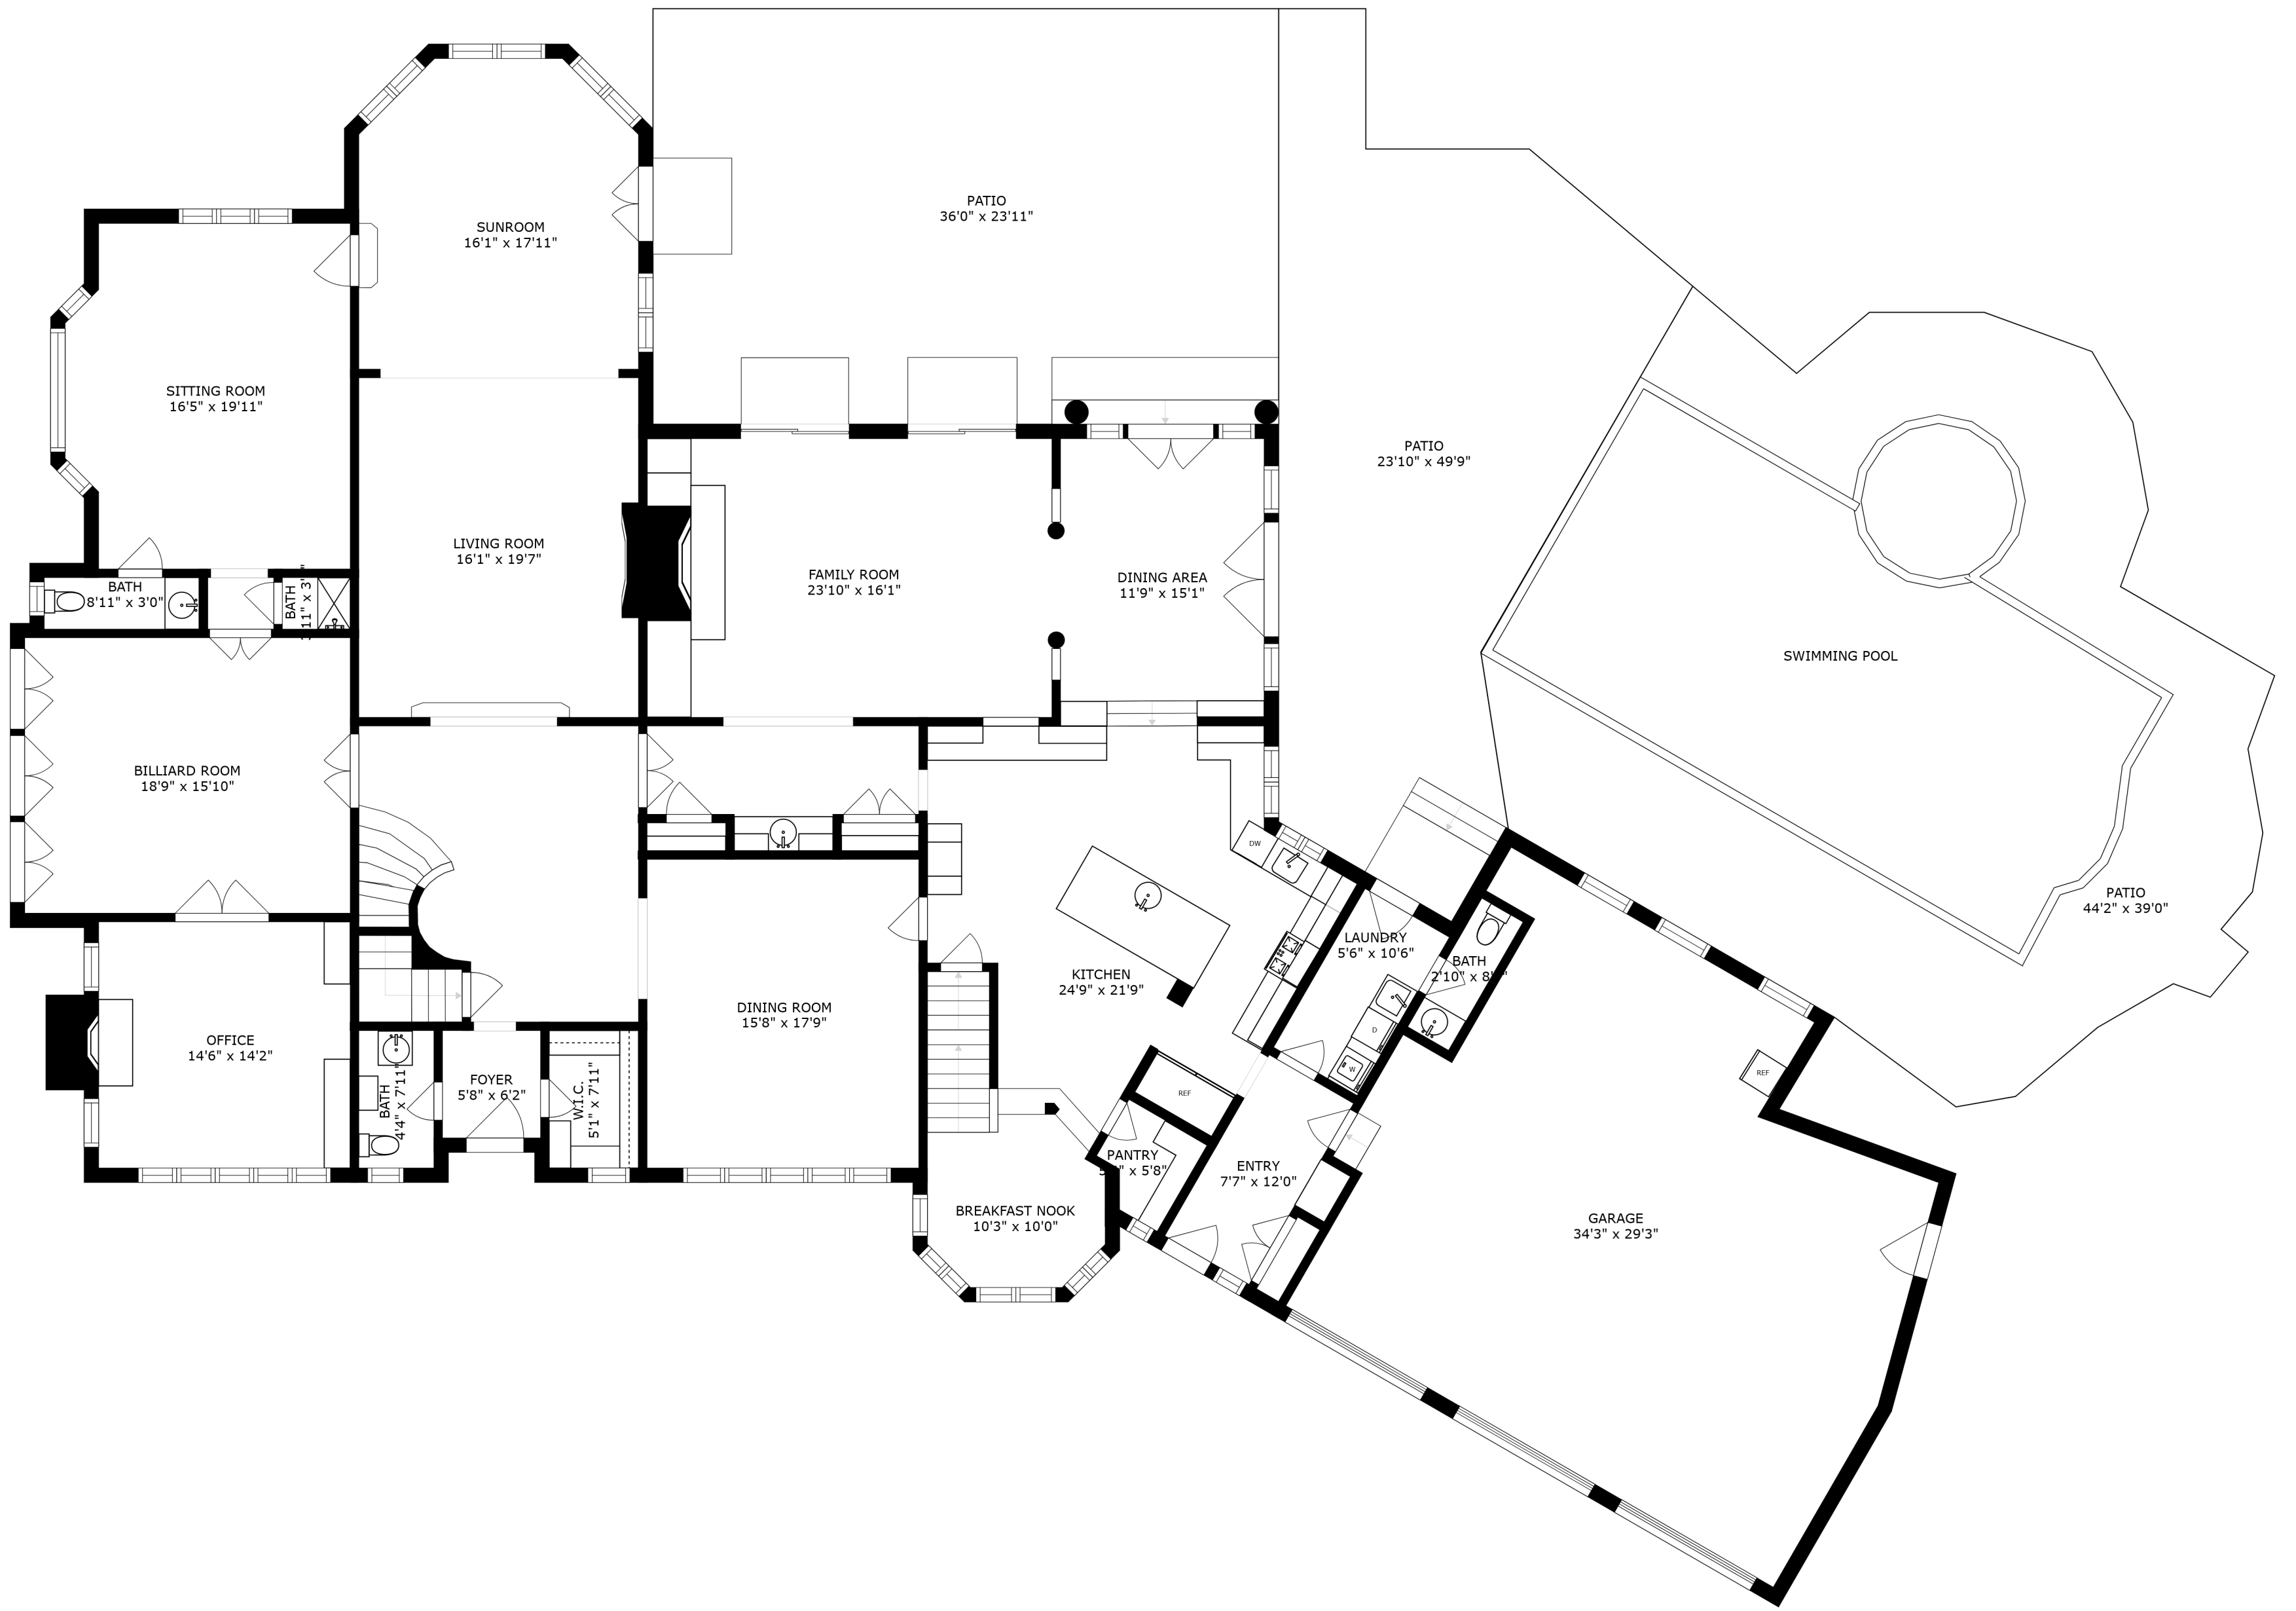 PATIO
36'0" x 23'11"
SUNROOM
16'1" x 17'11"
SITTING ROOM
16'5" x 19'11"
PATIO
23'10" x 49'9"
LIVING ROOM
16'1" x 19'7"
FAMILY ROOM
23'10" x 16'1"
DINING AREA
11'9" x 15'1"
BATH
8'11" x 3'0"
BATH
SWIMMING POOL
BILLIARD ROOM
18'9" x 15'10"
DW
PATIO
44'2" x 39'0"
LAUNDRY
5'6" x 10'6"
BATH
2'10" x
KITCHEN
24'9" x 21'9"
DINING ROOM
15'8" x 17'9"
OFFICE
14'6" x 14'2"
D
W
REF
FOYER
5'8" x 6'2"
BATH
4'4" x 7'11"
W.I.C.
5'1" x 7'11"
REF
PANTRY
x 5'8"
ENTRY
7'7" x 12'0"
BREAKFAST NOOK
10'3" x 10'0"
GARAGE
34'3" x 29'3"